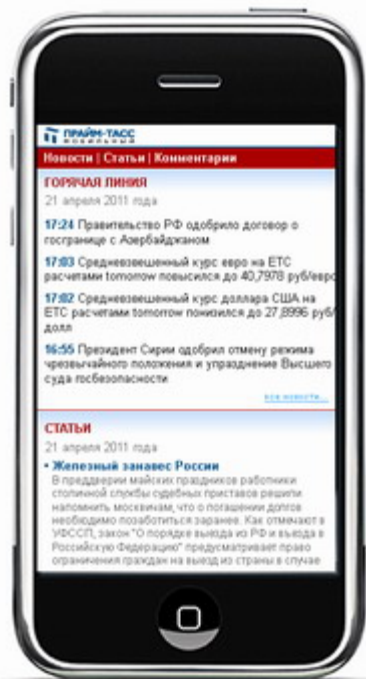 ПРАЙМ-ТАСС
МОБИЛЬНЫЙ
Новости | Статьи | Комментарии
ГОРЯЧАЯ ЛИНИЯ
21 апреля 2011 года
17:24 Правительство РФ одобрило договор о
госгранице с Азербайджаном
17:03 Средневзвешенный курс евро на ЕТС
расчетами tomorrow повысился до 40,7978 руб/евро
17:02 Средневзвешенный курс доллара США на
ЕТС расчетами tomorrow понизился до 27,8996 руб/
долл
16:55 Президент Сирии одобрил отмену режима
чрезвычайного положения и упразднение Высшего
суда госбезопасности
все новости...
СТАТЬИ
21 апреля 2011 года
• Железный занавес России
В преддверии майских праздников работники
столичной службы судебных приставов решили
напомнить москвичам, что о погашении долгов
необходимо позаботиться заранее. Как отмечают в
УФССП, закон "О порядке выезда из РФ и въезда в
Российскую Федерацию" предусматривает право
ограничения граждан на выезд из страны в случае